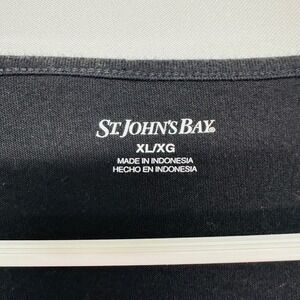 ST. JOHN'S BAY®
XL/XG
MADE IN INDONESIA
HECHO EN INDONESIA